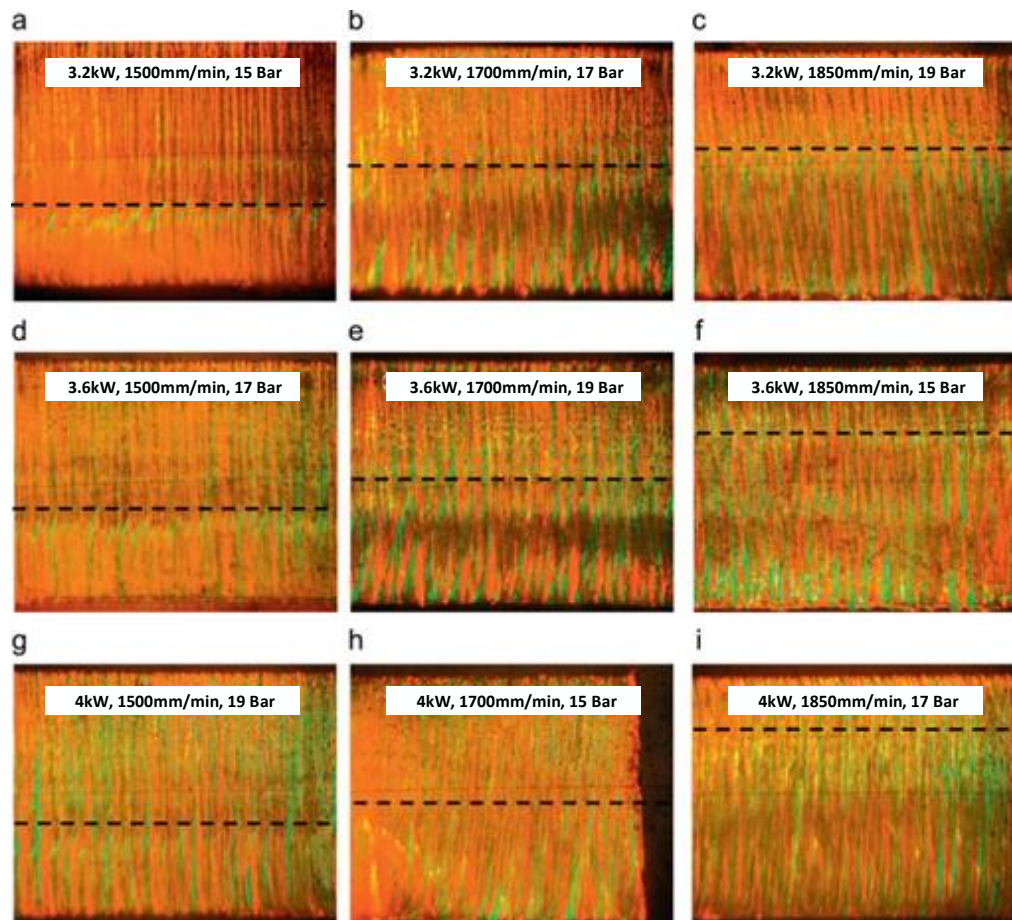 a
b
c
3.2kW, 1500mm/min, 15 Bar
3.2kW, 1700mm/min, 17 Bar
3.2kW, 1850mm/min, 19 Bar
d
e
f
3.6kW, 1500mm/min, 17 Bar
3.6kW, 1700mm/min, 19 Bar
3.6kW, 1850mm/min, 15 Bar
g
h
i
4kW, 1500mm/min, 19 Bar
4kW, 1700mm/min, 15 Bar
4kW, 1850mm/min, 17 Bar